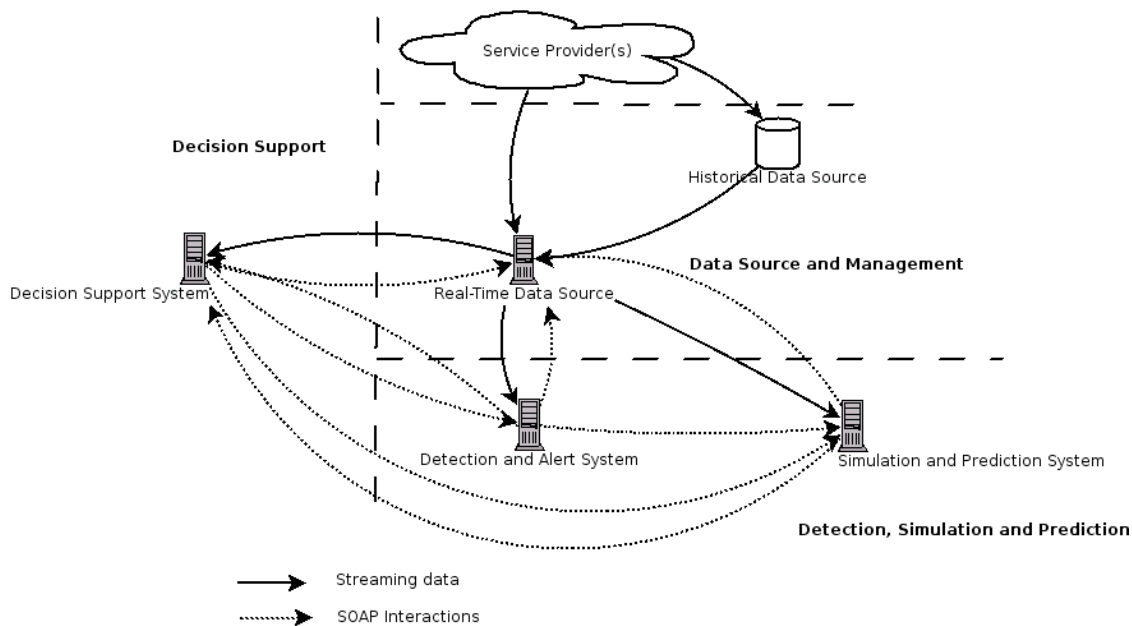 Service Provider(s)
Decision Support
Historical Data Source
Data Source and Management
Decision Support System
Real-Time Data Source
Detection and Alert System
Simulation and Prediction System
Detection, Simulation and Prediction
Streaming data
SOAP Interactions